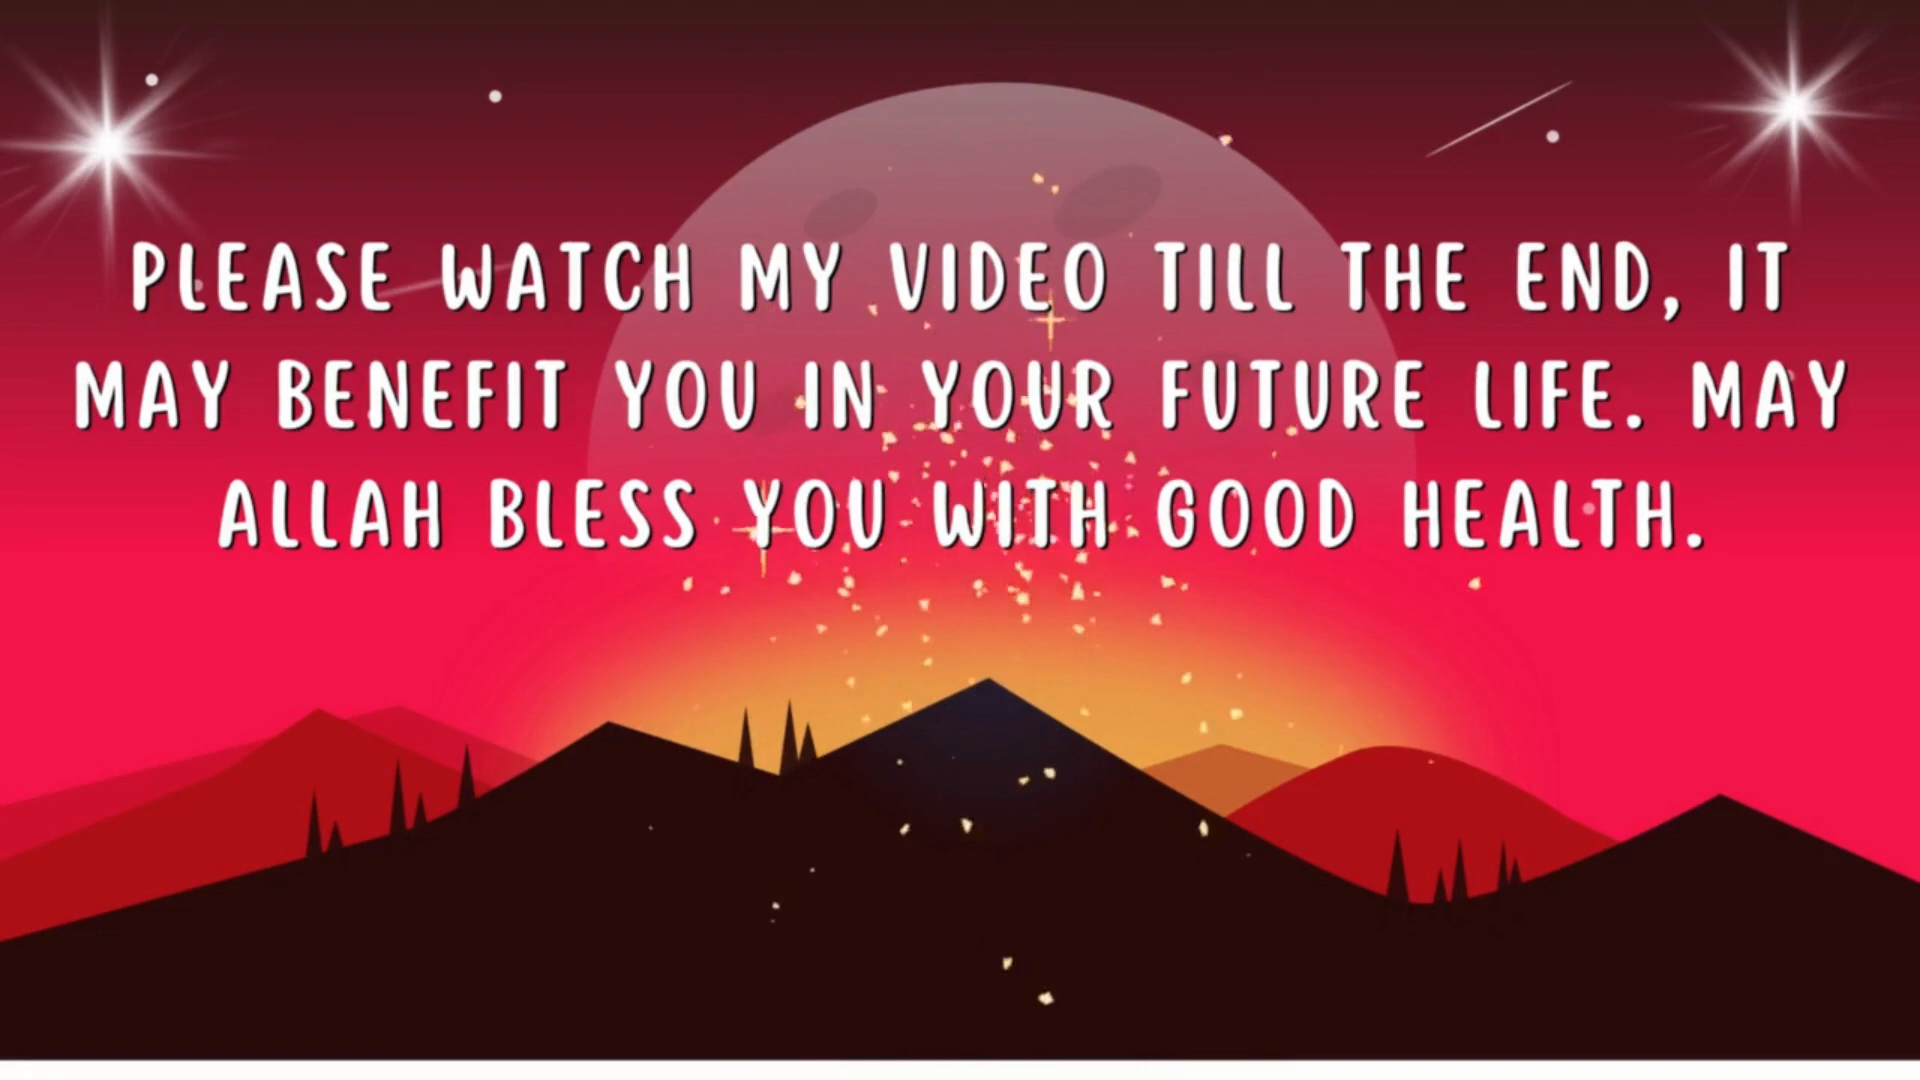 PLEASE WATCH MY VIDEO TILL THE END, IT
MAY BENEFIT YOU IN YOUR FUTURE LIFE. MAY
ALLAH BLESS YOU WITH GOOD HEALTH.